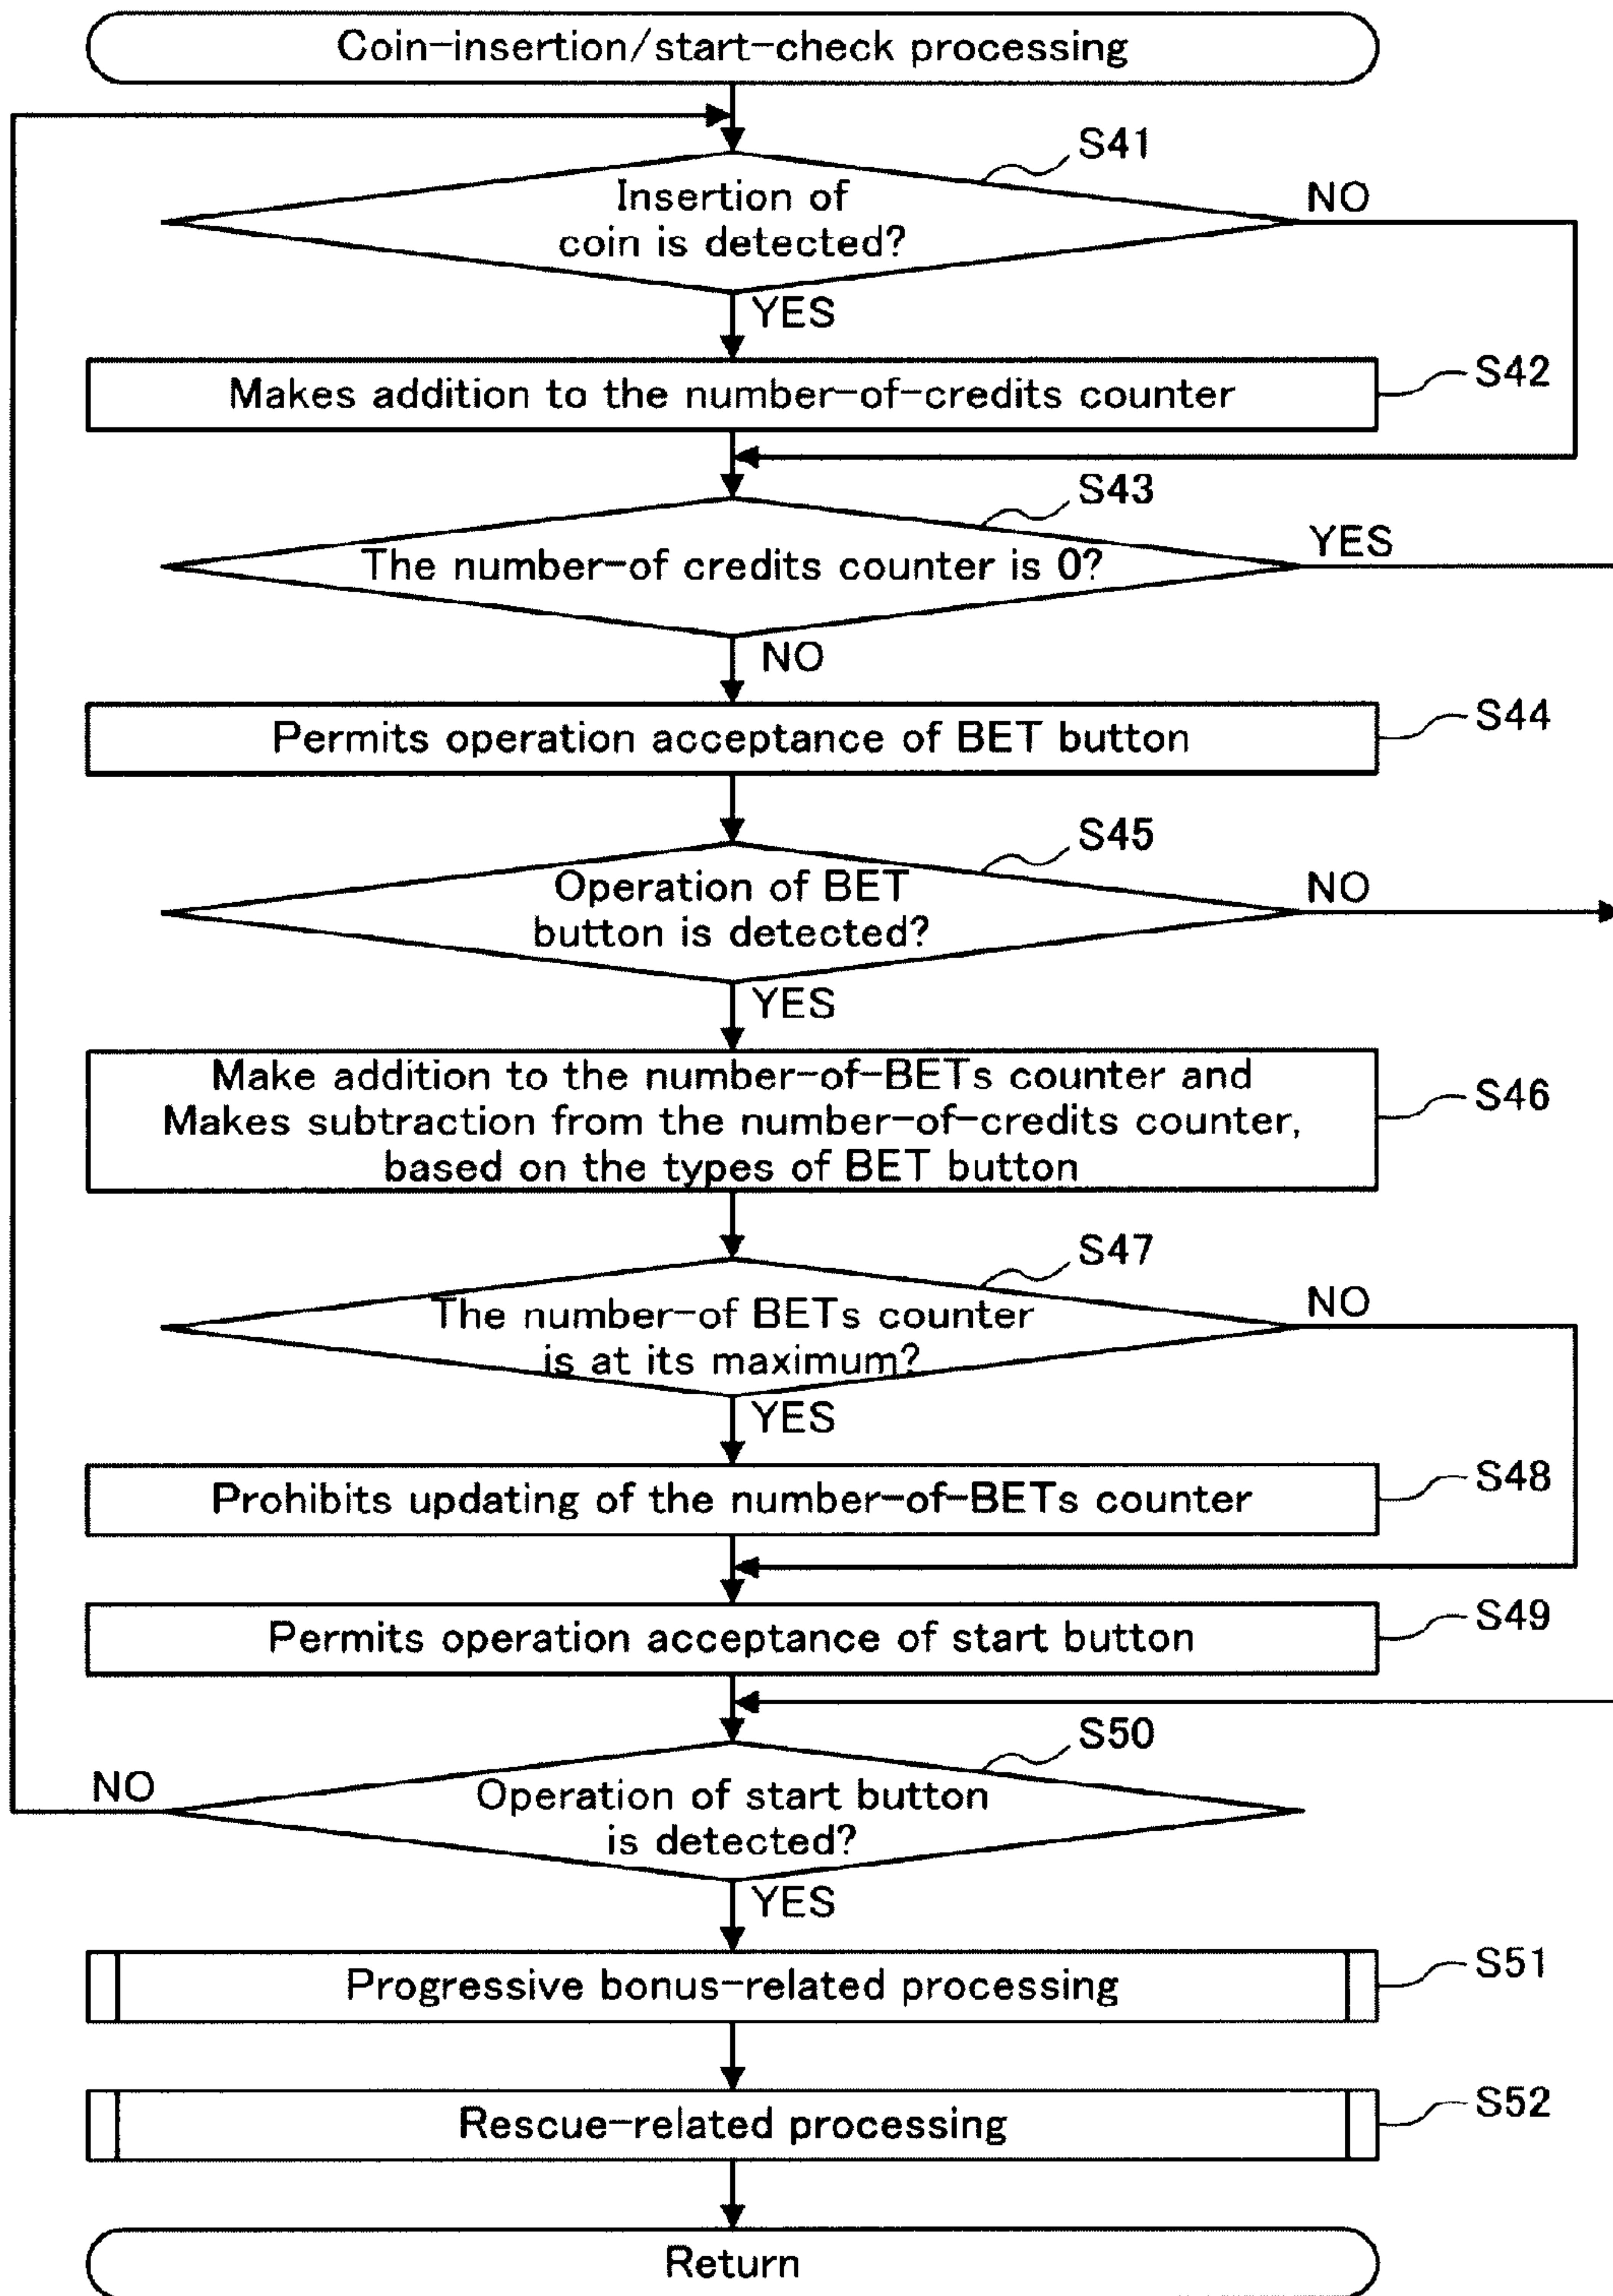 Coin-insertion/start-check processing
S41
Insertion of
coin is detected?
NO
YES
Makes addition to the number-of-credits counter
S42
S43
The number-of credits counter is 0?
YES
NO
Permits operation acceptance of BET button
S44
S45
Operation of BET
button is detected?
NO
YES
Make addition to the number-of-BETs counter and
Makes subtraction from the number-of-credits counter,
based on the types of BET button
S46
S47
The number-of BETs counter
is at its maximum?
NO
YES
Prohibits updating of the number-of-BETs counter
S48
Permits operation acceptance of start button
S49
S50
NO
Operation of start button
is detected?
YES
Progressive bonus-related processing
S51
Rescue-related processing
S52
Return